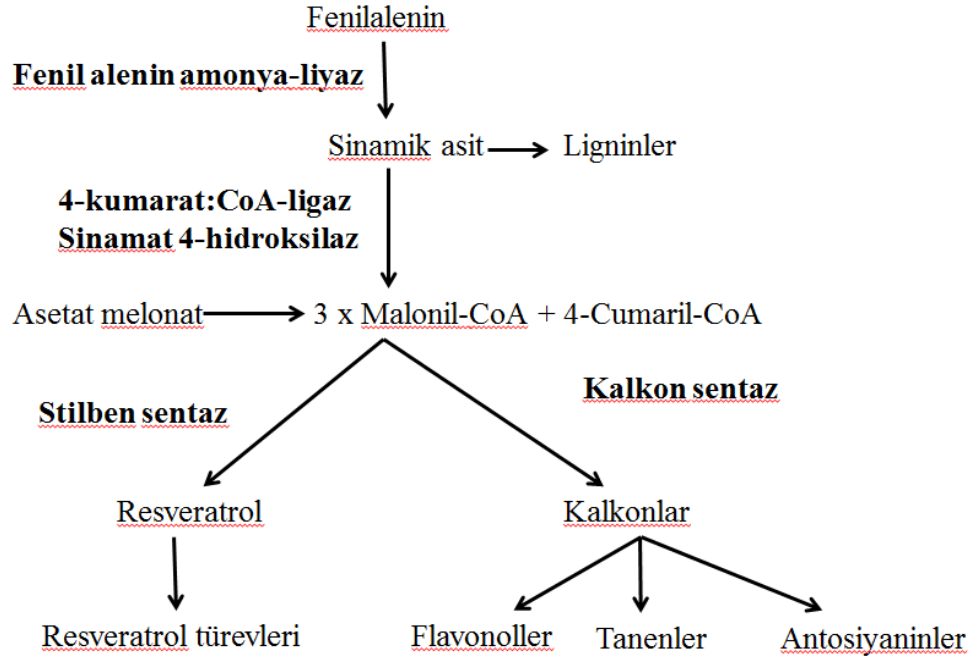 Fenilalenin
Fenil alenin amonya-liyaz
Sinamik asit Ligninler
4-kumarat:CoA-ligaz
Sinamat 4-hidroksilaz
Asetat melonat 3 x Malonil-CoA + 4-Cumaril-CoA
Kalkon sentaz
Stilben sentaz
Resveratrol Kalkonlar
Resveratrol türevleri Flavonoller Tanenler Antosiyaninler